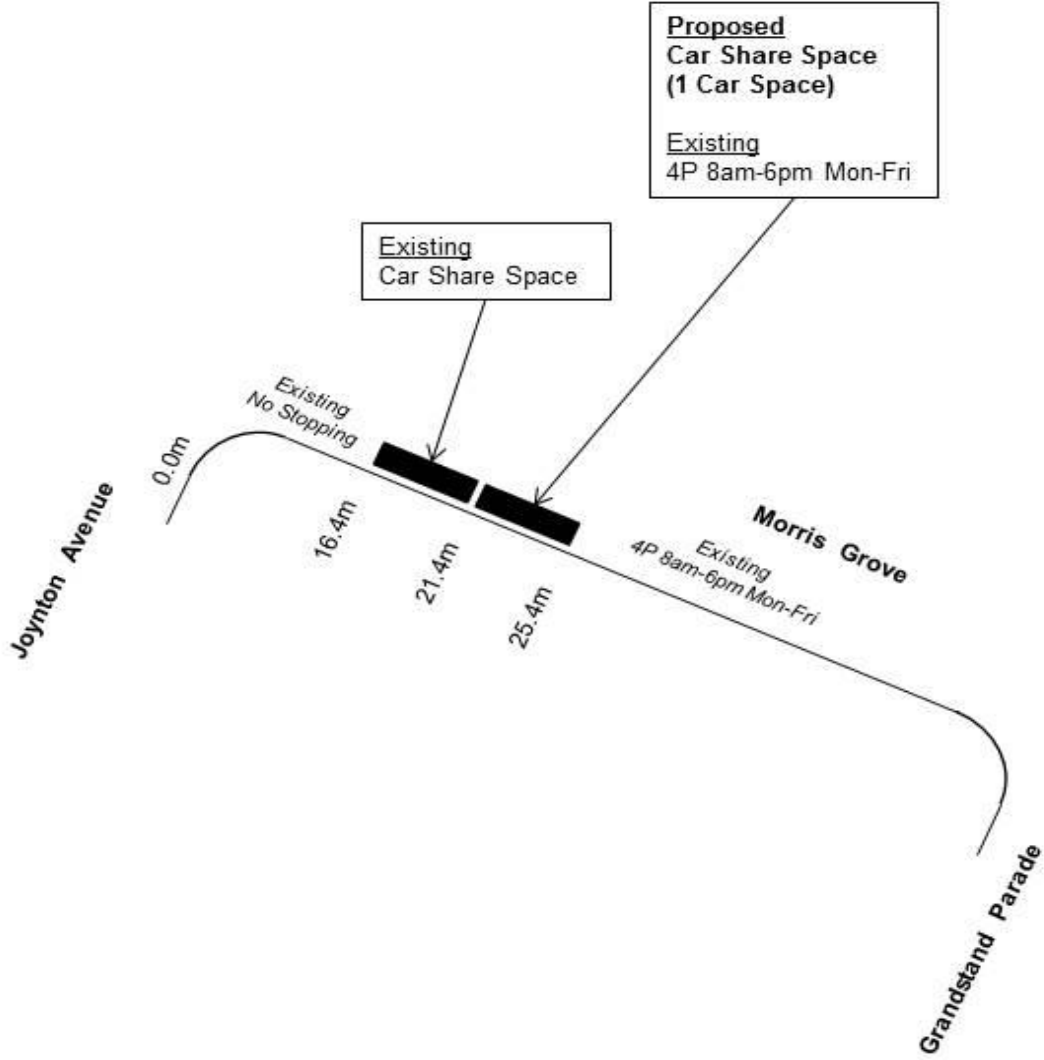 Proposed
Car Share Space
(1 Car Space)
Existing
4P 8am-6pm Mon-Fri
Existing
Car Share Space
Existing
No Stopping
0.0m
Joynton Avenue
16.4m
21.4m
25.4m
Morris Grove
Existing
4P 8am-6pm Mon-Fri
Grandstand Parade